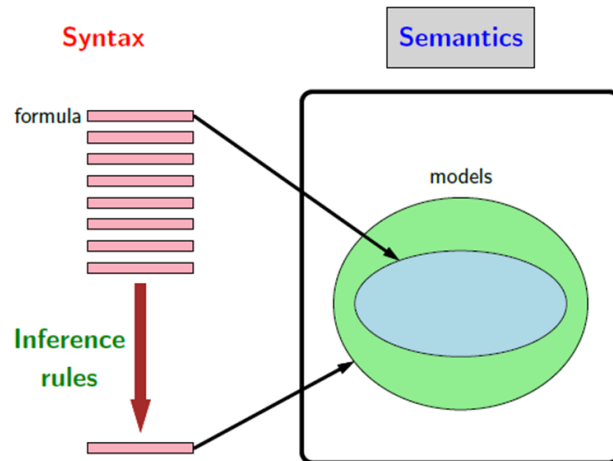 Syntax
Semantics
formula
models
Inference
rules